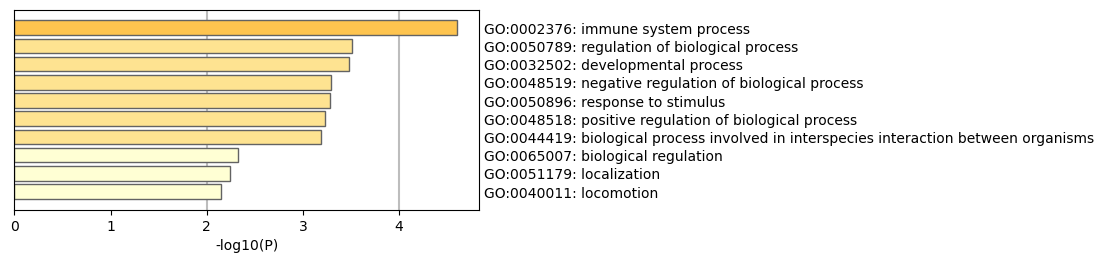 GO:0002376: immune system process
GO:0050789: regulation of biological process
GO:0032502: developmental process
GO:0048519: negative regulation of biological process
GO:0050896: response to stimulus
GO:0048518: positive regulation of biological process
GO:0044419: biological process involved in interspecies interaction between organisms
GO:0065007: biological regulation
GO:0051179: localization
GO:0040011: locomotion
0 1 2 3 4
-log10(P)